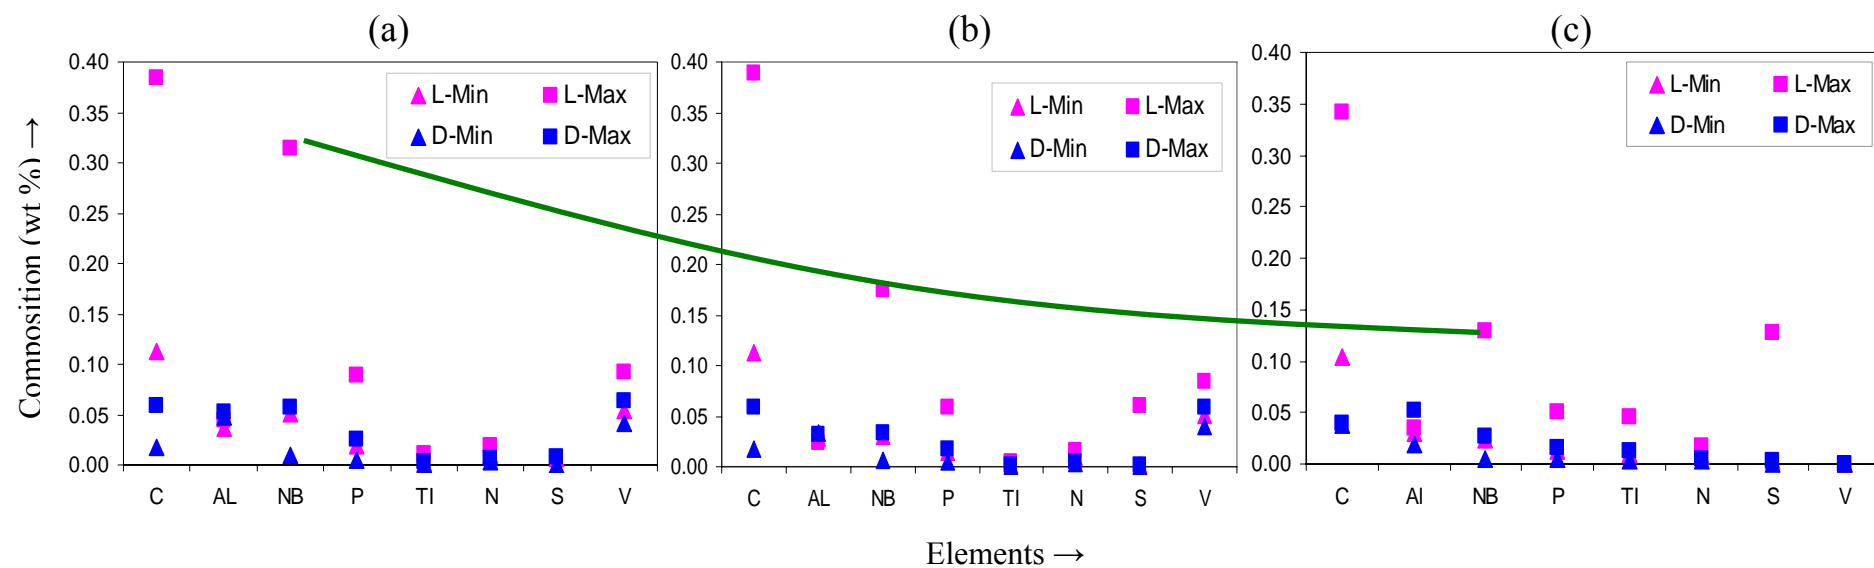 (a)
(b)
(c)
Composition (wt %) →
0.40
0.35
0.30
0.25
0.20
0.15
0.10
0.05
0.00
L-Min
L-Max
D-Min
D-Max
C AL NB P TI N S V
0.40
0.35
0.30
0.25
0.20
0.15
0.10
0.05
0.00
L-Min
L-Max
D-Min
D-Max
C AL NB P TI N S V
0.40
0.35
0.30
0.25
0.20
0.15
0.10
0.05
0.00
L-Min
L-Max
D-Min
D-Max
C Al NB P TI N S V
Elements →